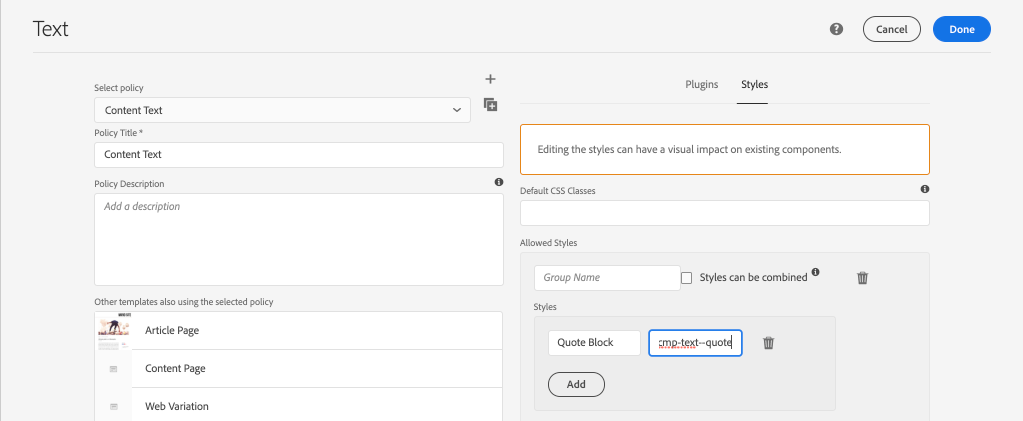 Text
Cancel
Done
Select policy
Content Text
Policy Title *
Content Text
Policy Description
Add a description
Other templates also using the selected policy
Article Page
Content Page
Web Variation
Plugins
Styles
Editing the styles can have a visual impact on existing components.
Default CSS Classes
Allowed Styles
Group Name
Styles can be combined
Styles
Quote Block
cmp-text--quote
Add